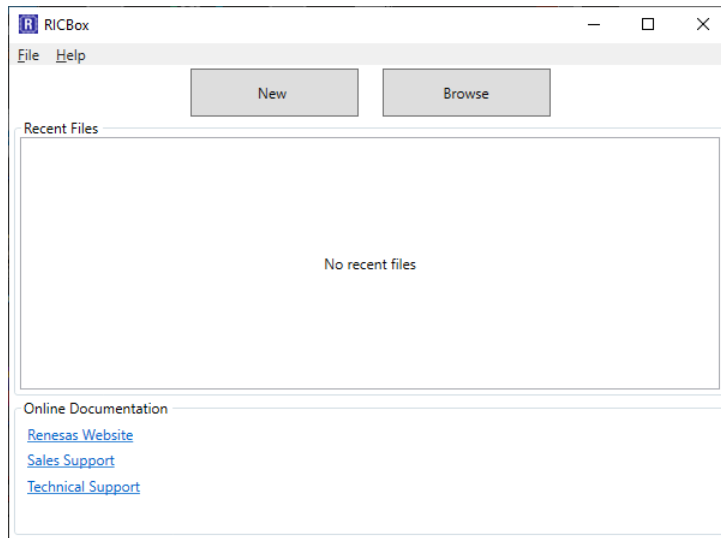 RICBox
File Help
New Browse
Recent Files
No recent files
Online Documentation
Renesas Website
Sales Support
Technical Support